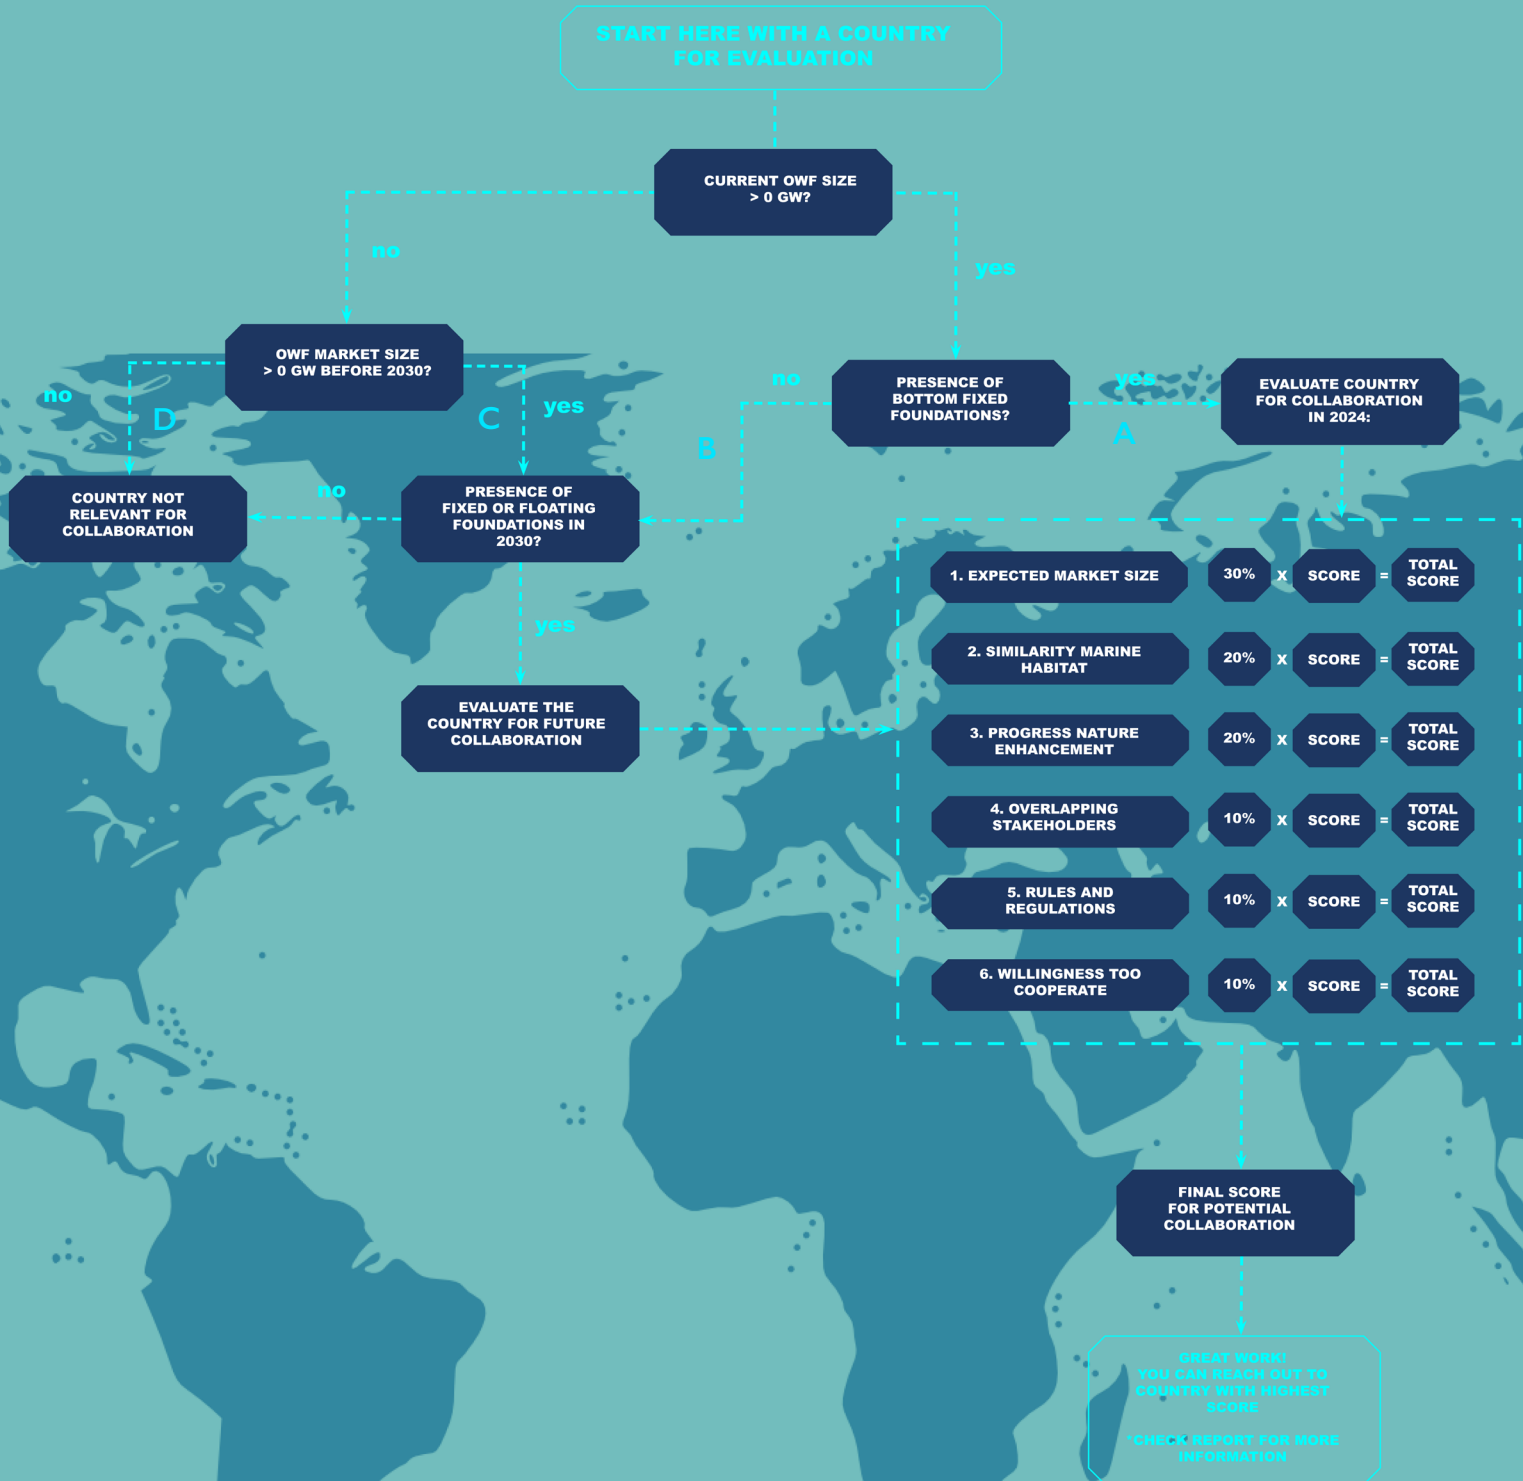 START HERE WITH A COUNTRY
FOR EVALUATION
CURRENT OWF SIZE
> 0 GW?
no
yes
OWF MARKET SIZE
> 0 GW BEFORE 2030?
no
D
C
yes
PRESENCE OF
BOTTOM FIXED
FOUNDATIONS?
no
B
yes
A
EVALUATE COUNTRY
FOR COLLABORATION
IN 2024:
COUNTRY NOT
RELEVANT FOR
COLLABORATION
no
PRESENCE OF
FIXED OR FLOATING
FOUNDATIONS IN
2030?
yes
EVALUATE THE
COUNTRY FOR FUTURE
COLLABORATION
1. EXPECTED MARKET SIZE
30%
X
SCORE
=
TOTAL
SCORE
2. SIMILARITY MARINE
HABITAT
20%
X
SCORE
=
TOTAL
SCORE
3. PROGRESS NATURE
ENHANCEMENT
20%
X
SCORE
=
TOTAL
SCORE
4. OVERLAPPING
STAKEHOLDERS
10%
X
SCORE
=
TOTAL
SCORE
5. RULES AND
REGULATIONS
10%
X
SCORE
=
TOTAL
SCORE
6. WILLINGNESS TOO
COOPERATE
10%
X
SCORE
=
TOTAL
SCORE
FINAL SCORE
FOR POTENTIAL
COLLABORATION
GREAT WORK!
YOU CAN REACH OUT TO
COUNTRY WITH HIGHEST
SCORE
*CHECK REPORT FOR MORE
INFORMATION